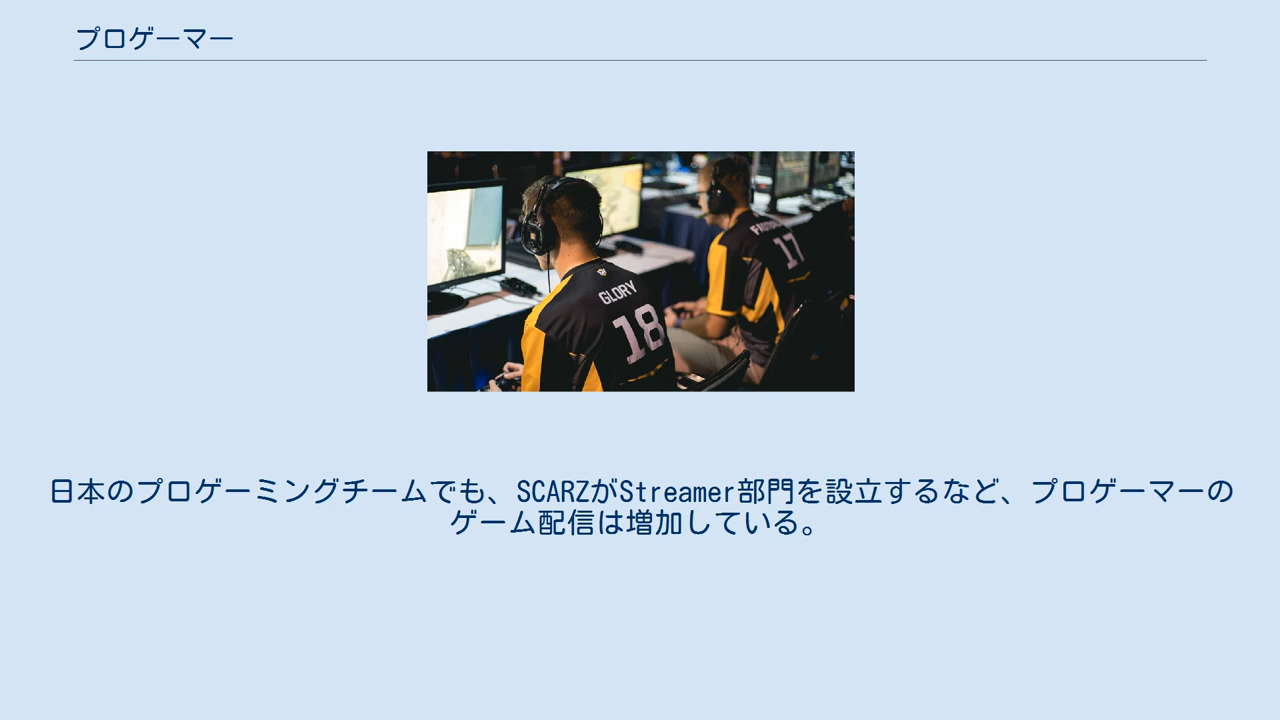 プロゲーマー
GLORY
18
17
日本のプロゲーミングチームでも、SCARZがStreamer部門を設立するなど、プロゲーマーの
ゲーム配信は増加している。